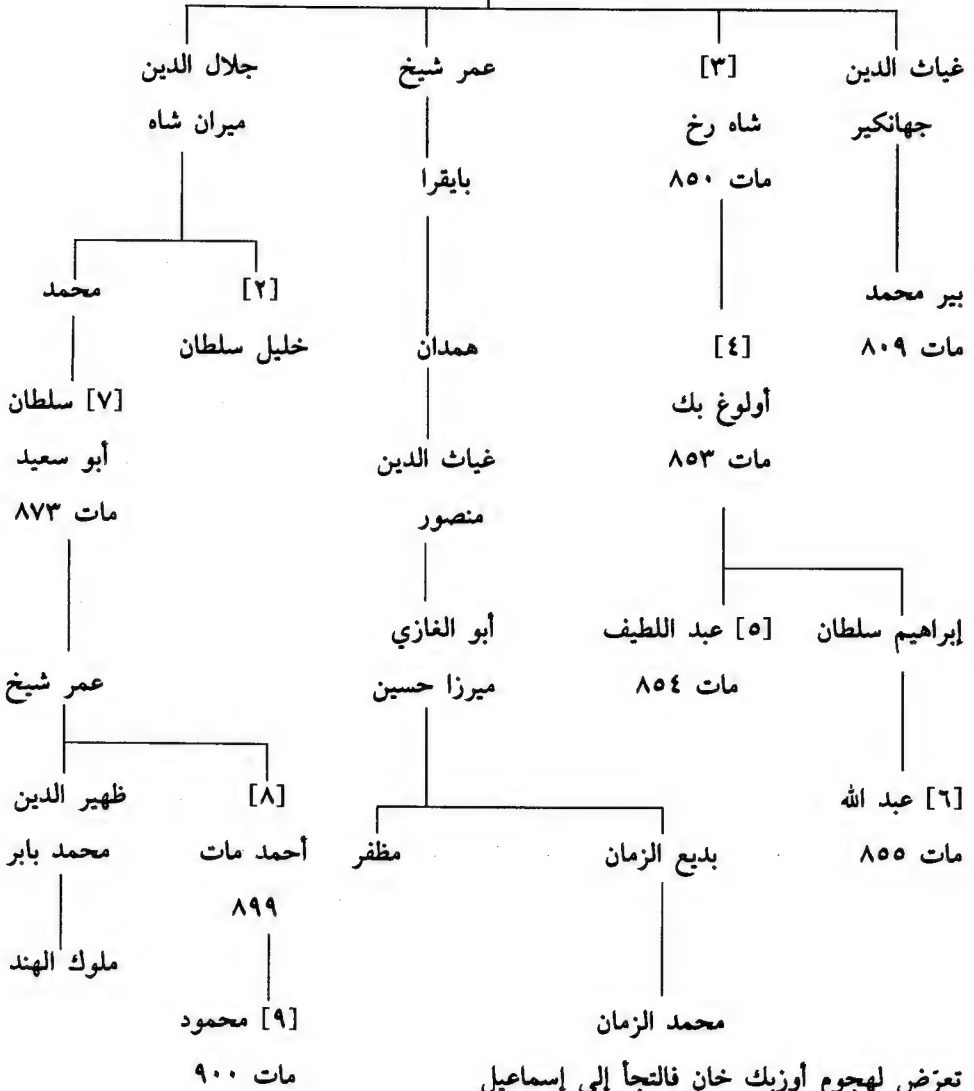 غياث الدين
جهانكير
بير محمد
مات ٨٠٩
[٣]
شاه رخ
مات ٨٥٠
[٤]
أولوغ بك
مات ٨٥٣
إبراهيم سلطان
[٦] عبد الله
مات ٨٥٥
[٥] عبد اللطيف
مات ٨٥٤
عمر شيخ
بايقرا
همدان
غياث الدين
منصور
أبو الغازي
ميرزا حسين
بديع الزمان
محمد الزمان
تعرّض لهجوم أوزبك خان فالتجأ إلى إسماعيل
مظفر
جلال الدين
ميران شاه
[٢]
خليل سلطان
محمد
[٧] سلطان
أبو سعيد
مات ٨٧٣
عمر شيخ
[٨]
أحمد مات
٨٩٩
[٩] محمود
مات ٩٠٠
ظهير الدين
محمد بابر
ملوك الهند